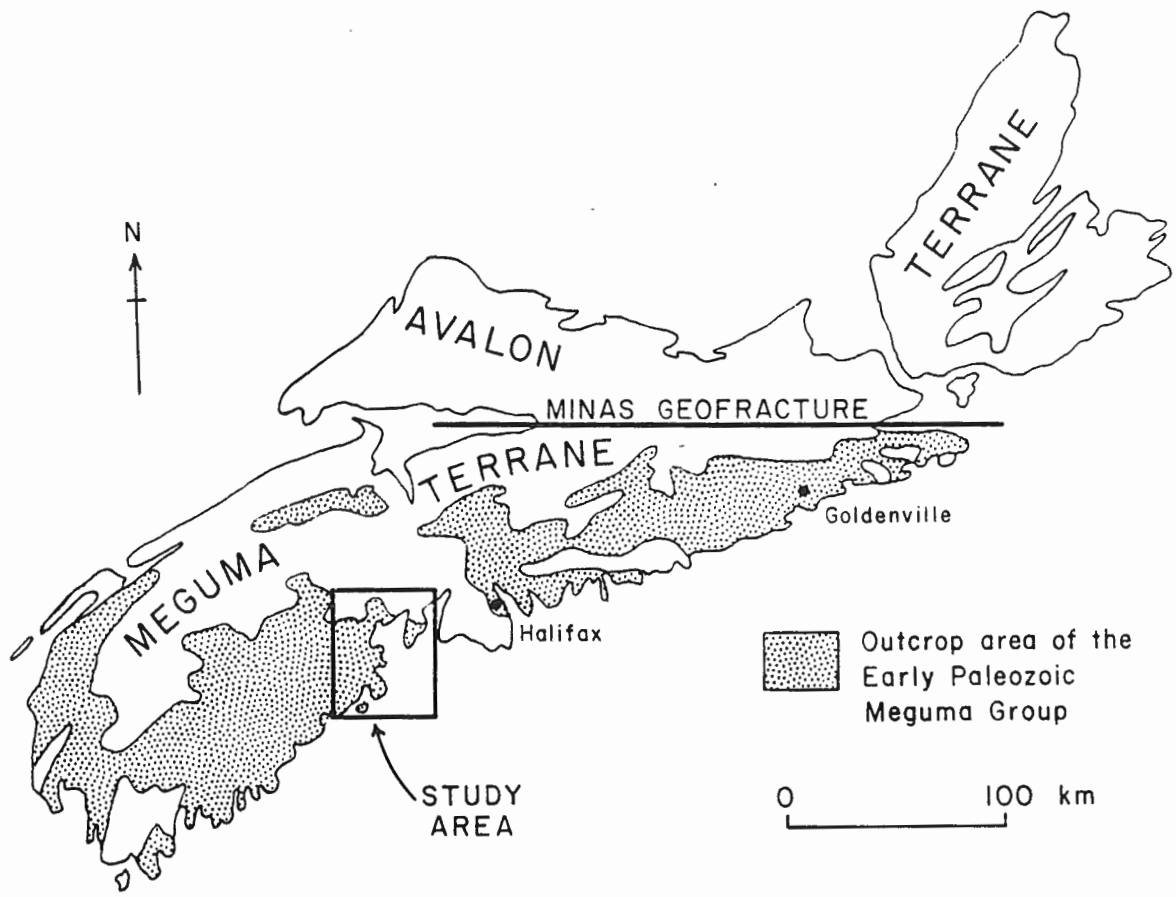 TERRANE
N
AVALON
MINAS GEOFRACTURE
TERRANE
Goldenville
MEGUMA
Halifax
Outcrop area of the
Early Paleozoic
Meguma Group
STUDY
AREA
0 100 km